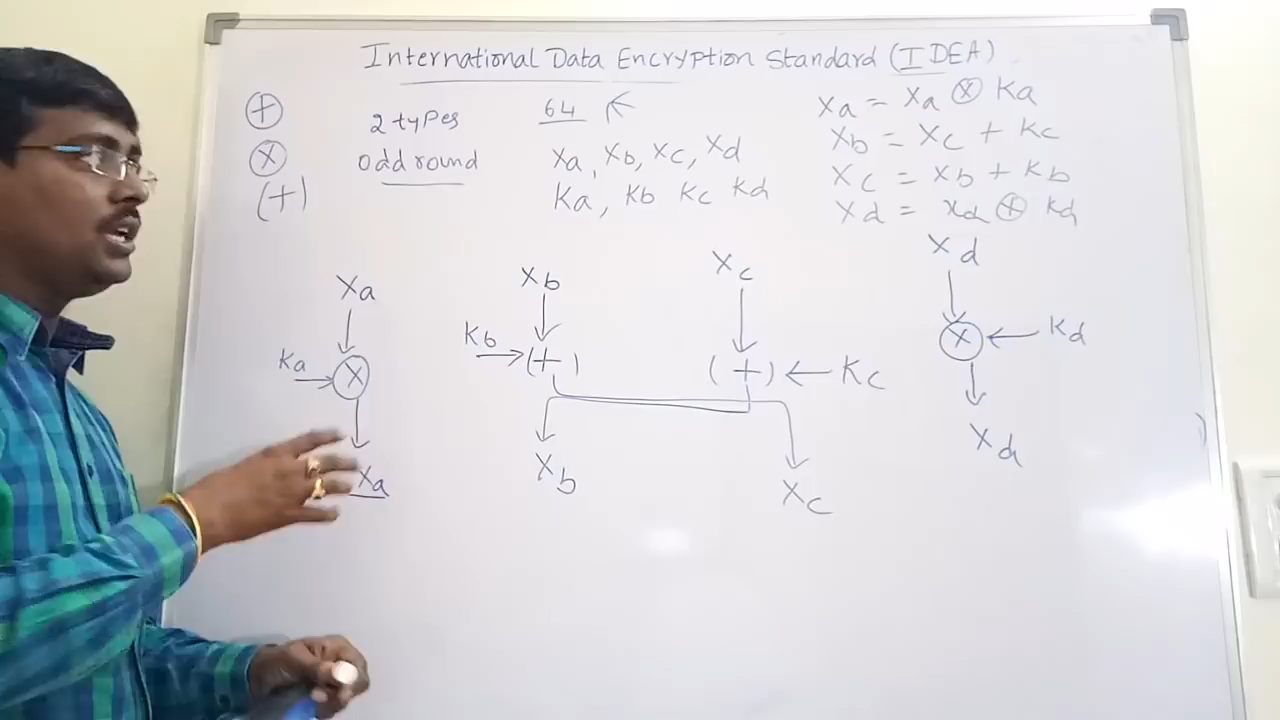 International Data Encryption Standard (IDEA)
⊕
⊗
(+)
2 types
odd round
64 ←
Xa, Xb, Xc, Xd
Ka, Kb Kc Kd
Xa = Xa ⊗ Ka
Xb = Xc + Kc
Xc = Xb + Kb
Xd = Xd ⊗ Kd
Xa
Ka → ⊗
Xa
Xb
Kb → (+)
Xb
Xc
(+) ← Kc
Xc
Xd
⊗ ← Kd
Xd